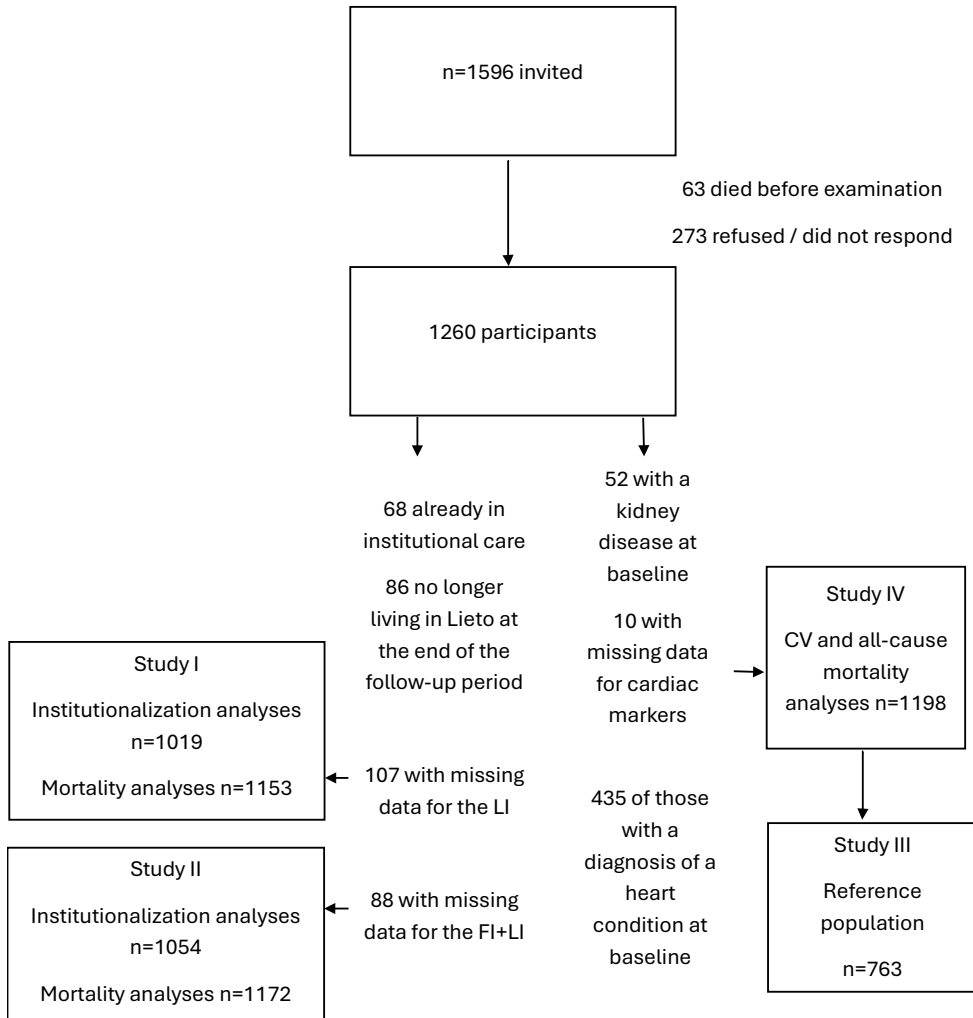 n=1596 invited
63 died before examination
273 refused / did not respond
1260 participants
68 already in
institutional care
86 no longer
living in Lieto at
the end of the
follow-up period
52 with a
kidney
disease at
baseline
10 with
missing data
for cardiac
markers
Study IV
CV and all-cause
mortality
analyses n=1198
Study I
Institutionalization analyses
n=1019
Mortality analyses n=1153
107 with missing
data for the LI
435 of those
with a
diagnosis of a
heart
condition at
baseline
Study III
Reference
population
n=763
Study II
Institutionalization analyses
n=1054
Mortality analyses n=1172
88 with missing
data for the FI+LI